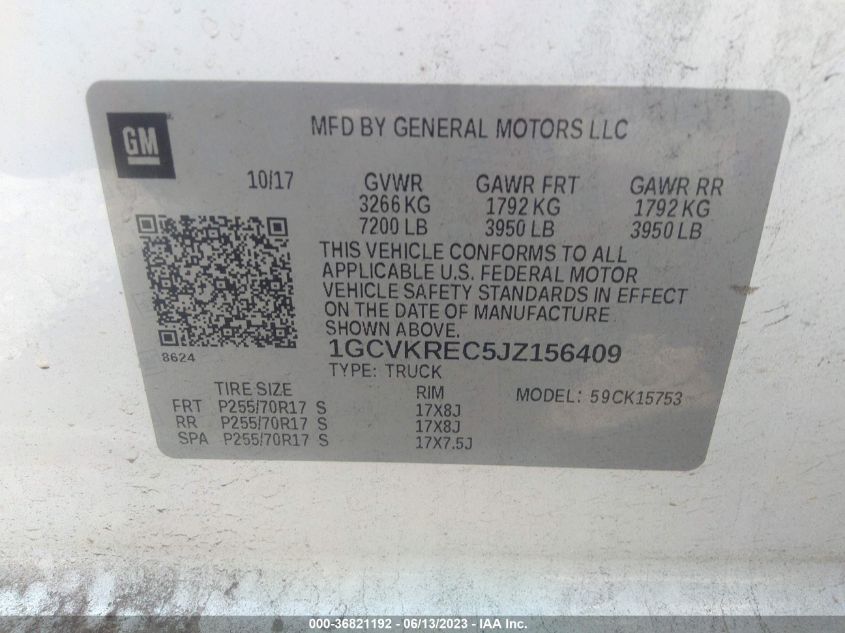 GM
MFD BY GENERAL MOTORS LLC
10/17 GVWR GAWR FRT GAWR RR
3266 KG 1792 KG 1792 KG
7200 LB 3950 LB 3950 LB
THIS VEHICLE CONFORMS TO ALL
APPLICABLE U.S. FEDERAL MOTOR
VEHICLE SAFETY STANDARDS IN EFFECT
ON THE DATE OF MANUFACTURE
SHOWN ABOVE.
8624
1GCVKREC5JZ156409
TYPE: TRUCK
TIRE SIZE RIM MODEL: 59CK15753
FRT P255/70R17 S 17X8J
RR P255/70R17 S 17X8J
SPA P255/70R17 S 17X7.5J
000-36821192 - 06/13/2023 - IAAI.com